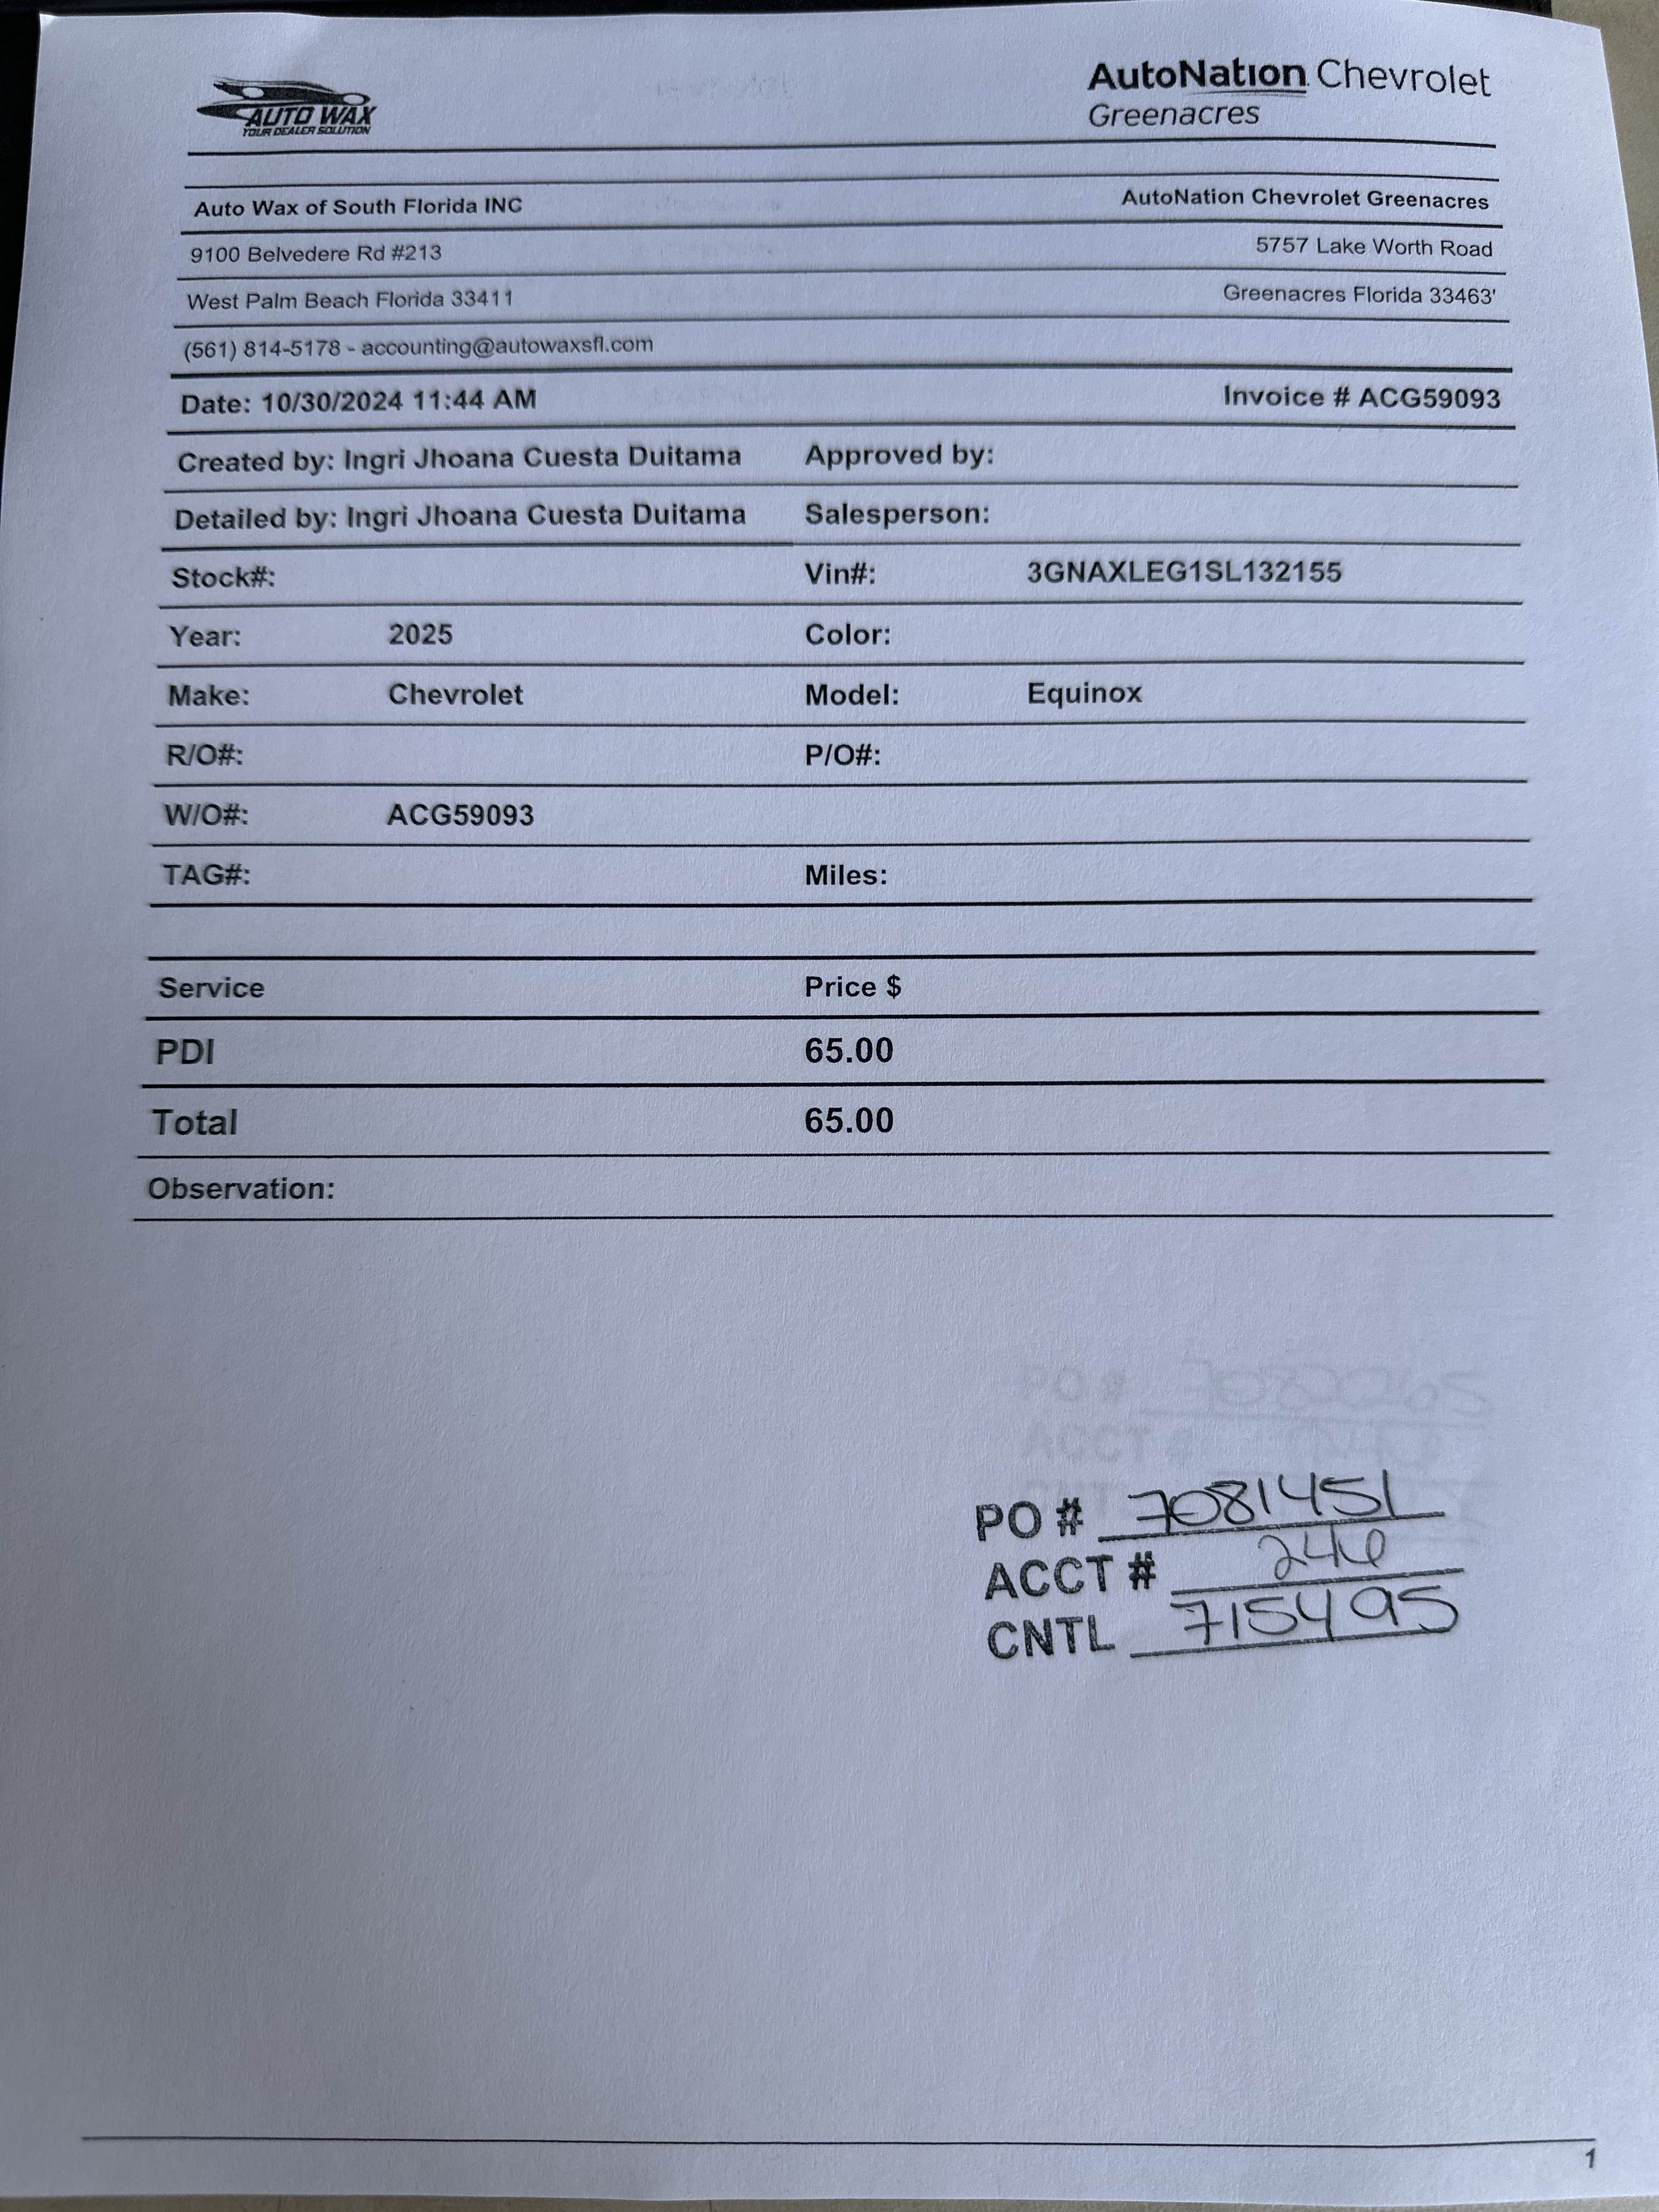 AUTO WAX
YOUR DEALER SOLUTION
AutoNation Chevrolet
Greenacres
Auto Wax of South Florida INC AutoNation Chevrolet Greenacres
9100 Belvedere Rd #213 5757 Lake Worth Road
West Palm Beach Florida 33411 Greenacres Florida 33463'
(561) 814-5178 - accounting@autowaxsfl.com
Date: 10/30/2024 11:44 AM Invoice # ACG59093
Created by: Ingri Jhoana Cuesta Duitama Approved by:
Detailed by: Ingri Jhoana Cuesta Duitama Salesperson:
Stock#: Vin#: 3GNAXLEG1SL132155
Year: 2025 Color:
Make: Chevrolet Model: Equinox
R/O#: P/O#:
W/O#: ACG59093
TAG#: Miles:
Service Price $
PDI 65.00
Total 65.00
Observation:
PO # 7081451
ACCT # 246
CNTL 715495
1